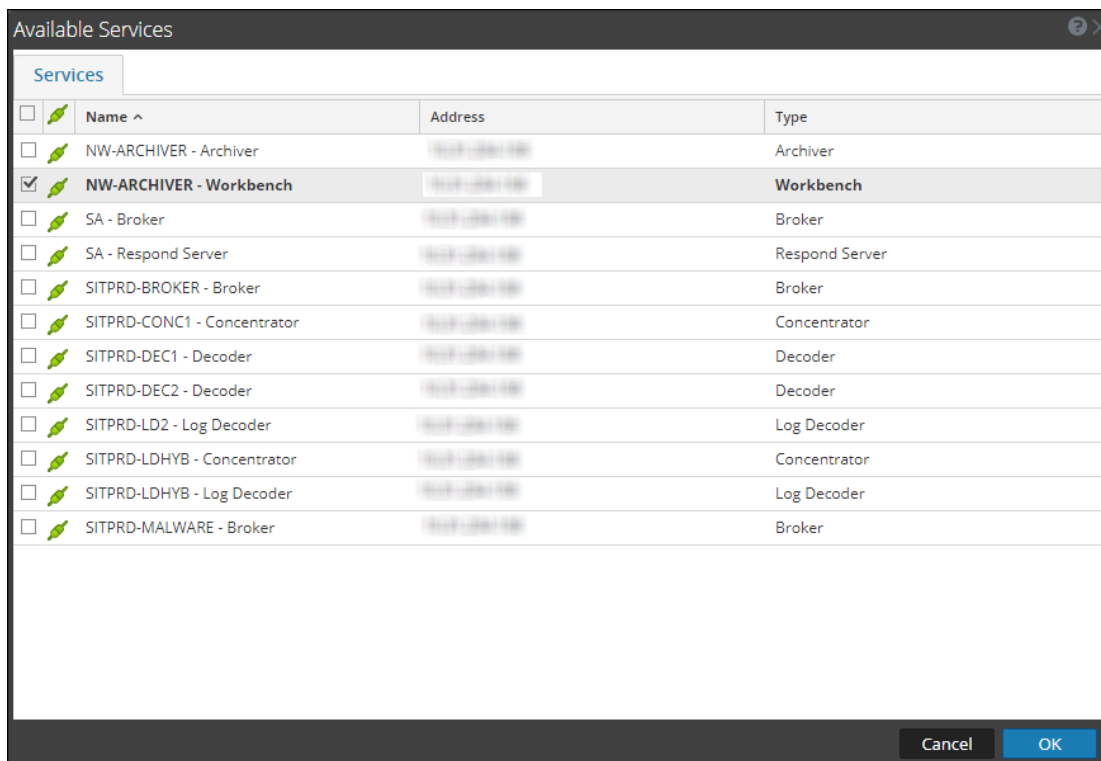 Available Services
Services
Name Address Type
NW-ARCHIVER - Archiver Archiver
NW-ARCHIVER - Workbench Workbench
SA - Broker Broker
SA - Respond Server Respond Server
SITPRD-BROKER - Broker Broker
SITPRD-CONC1 - Concentrator Concentrator
SITPRD-DEC1 - Decoder Decoder
SITPRD-DEC2 - Decoder Decoder
SITPRD-LD2 - Log Decoder Log Decoder
SITPRD-LDHYB - Concentrator Concentrator
SITPRD-LDHYB - Log Decoder Log Decoder
SITPRD-MALWARE - Broker Broker
Cancel OK